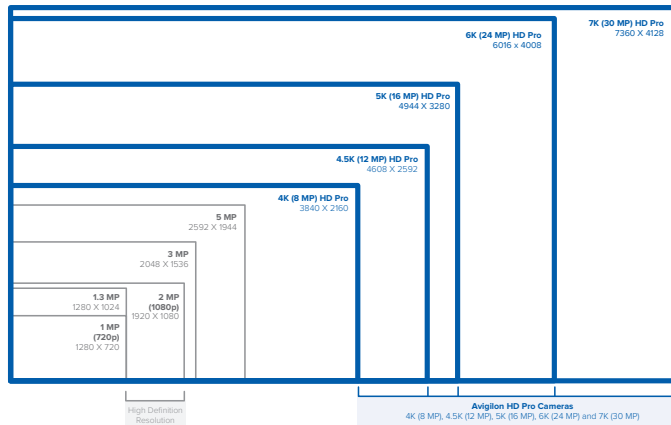 7K (30 MP) HD Pro
7360 X 4128
6K (24 MP) HD Pro
6016 x 4008
5K (16 MP) HD Pro
4944 X 3280
4.5K (12 MP) HD Pro
4608 X 2592
4K (8 MP) HD Pro
3840 X 2160
5 MP
2592 X 1944
3 MP
2048 X 1536
1.3 MP
1280 X 1024
2 MP
(1080p)
1920 X 1080
1 MP
(720p)
1280 X 720
High Definition
Resolution
Avigilon HD Pro Cameras
4K (8 MP), 4.5K (12 MP), 5K (16 MP), 6K (24 MP) and 7K (30 MP)